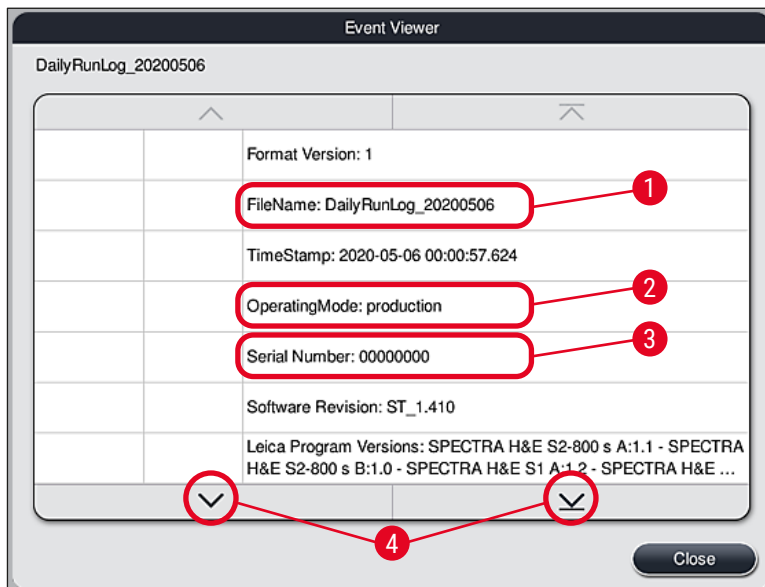 Event Viewer
DailyRunLog_20200506
Format Version: 1
FileName: DailyRunLog_20200506
1
TimeStamp: 2020-05-06 00:00:57.624
OperatingMode: production
2
Serial Number: 00000000
3
Software Revision: ST_1.410
Leica Program Versions: SPECTRA H&E S2-800 s A:1.1 - SPECTRA
H&E S2-800 s B:1.0 - SPECTRA H&E S1 A:1.2 - SPECTRA H&E ...
4
Close